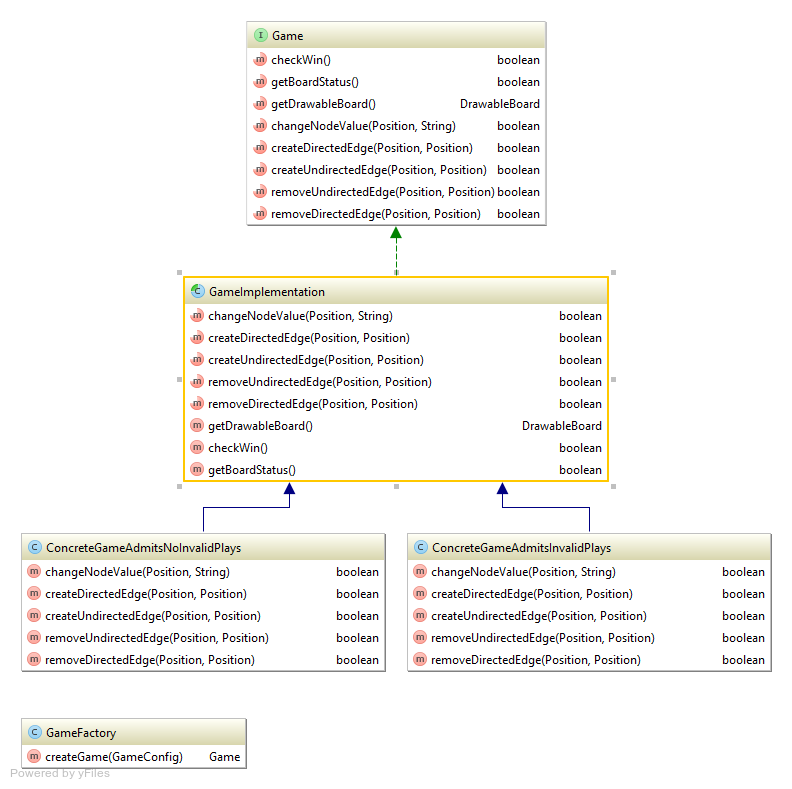 I Game
m checkWin() boolean
m getBoardStatus() boolean
m getDrawableBoard() DrawableBoard
m changeNodeValue(Position, String) boolean
m createDirectedEdge(Position, Position) boolean
m createUndirectedEdge(Position, Position) boolean
m removeUndirectedEdge(Position, Position) boolean
m removeDirectedEdge(Position, Position) boolean
C GameImplementation
m changeNodeValue(Position, String) boolean
m createDirectedEdge(Position, Position) boolean
m createUndirectedEdge(Position, Position) boolean
m removeUndirectedEdge(Position, Position) boolean
m removeDirectedEdge(Position, Position) boolean
m getDrawableBoard() DrawableBoard
m checkWin() boolean
m getBoardStatus() boolean
C ConcreteGameAdmitsNoInvalidPlays
m changeNodeValue(Position, String) boolean
m createDirectedEdge(Position, Position) boolean
m createUndirectedEdge(Position, Position) boolean
m removeUndirectedEdge(Position, Position) boolean
m removeDirectedEdge(Position, Position) boolean
C ConcreteGameAdmitsInvalidPlays
m changeNodeValue(Position, String) boolean
m createDirectedEdge(Position, Position) boolean
m createUndirectedEdge(Position, Position) boolean
m removeUndirectedEdge(Position, Position) boolean
m removeDirectedEdge(Position, Position) boolean
C GameFactory
m createGame(GameConfig) Game
Powered by yFiles